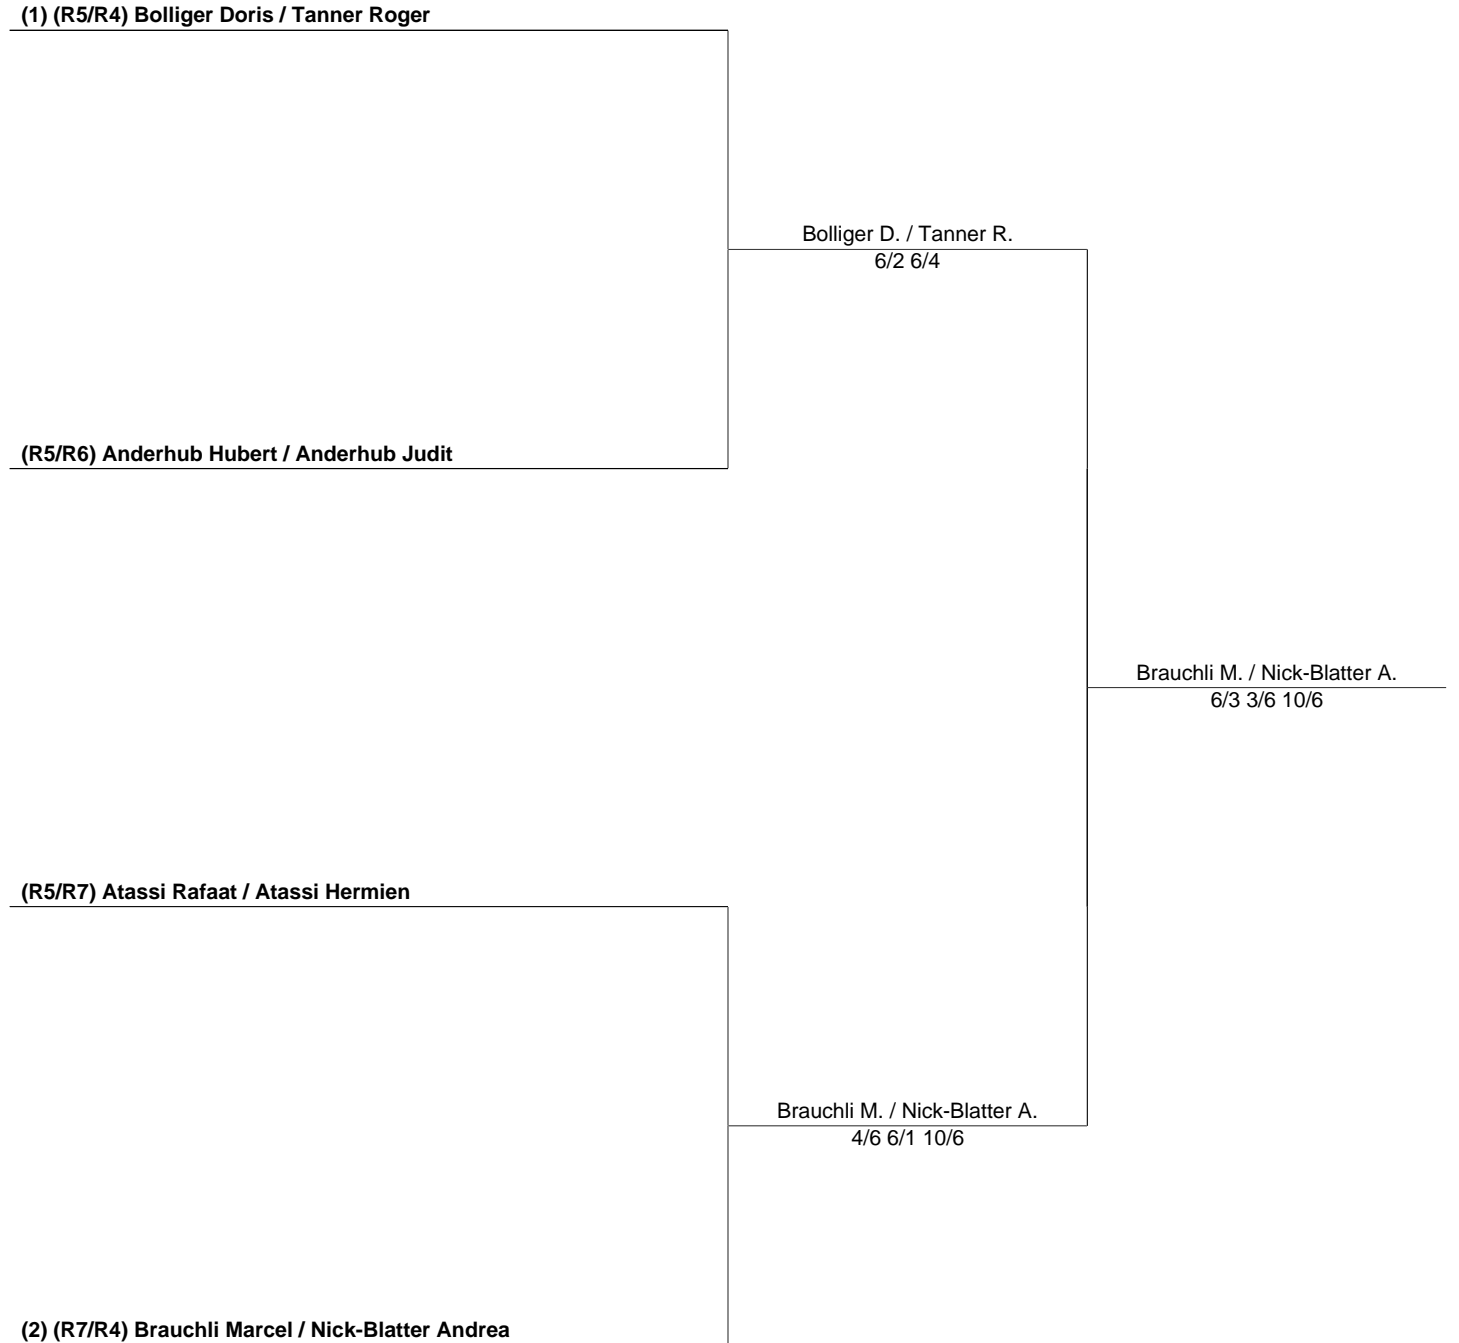 (1) (R5/R4) Bolliger Doris / Tanner Roger
Bolliger D. / Tanner R.
6/2 6/4
(R5/R6) Anderhub Hubert / Anderhub Judit
Brauchli M. / Nick-Blatter A.
6/3 3/6 10/6
(R5/R7) Atassi Rafaat / Atassi Hermien
Brauchli M. / Nick-Blatter A.
4/6 6/1 10/6
(2) (R7/R4) Brauchli Marcel / Nick-Blatter Andrea